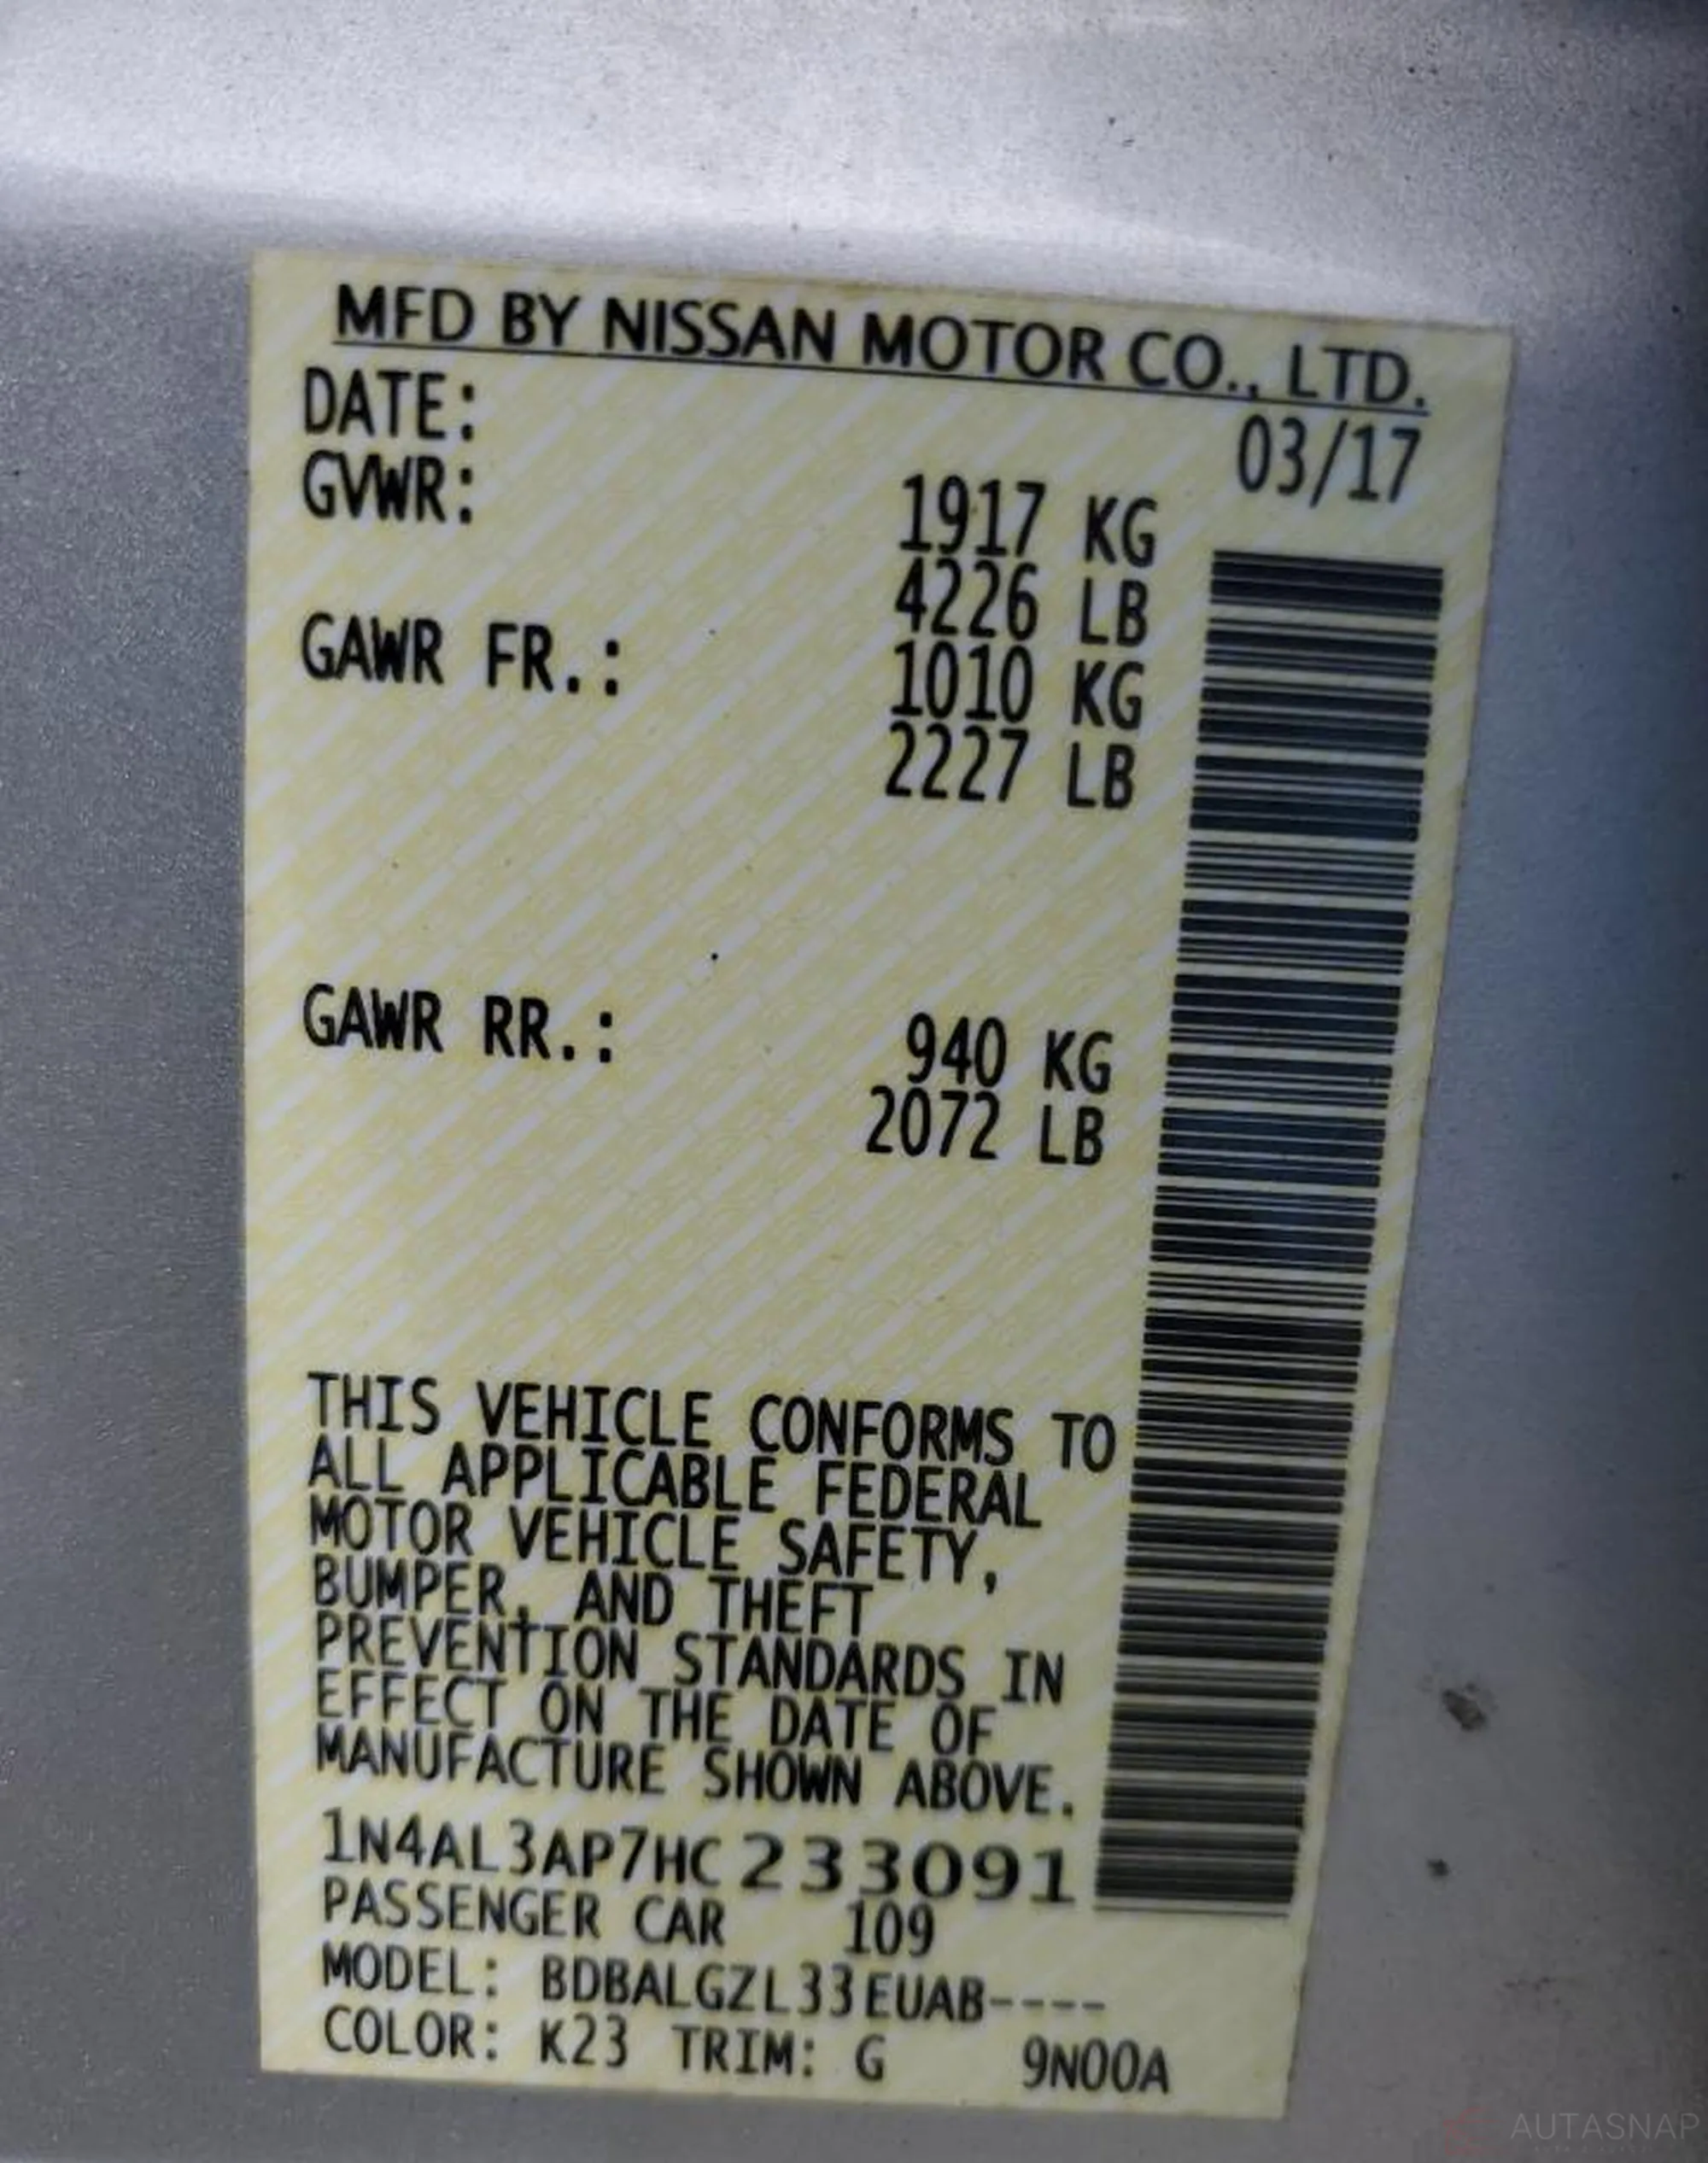 MFD BY NISSAN MOTOR CO., LTD.
DATE: 03/17
GVWR: 1917 KG
4226 LB
GAWR FR.: 1010 KG
2227 LB
GAWR RR.: 940 KG
2072 LB
THIS VEHICLE CONFORMS TO
ALL APPLICABLE FEDERAL
MOTOR VEHICLE SAFETY,
BUMPER, AND THEFT
PREVENTION STANDARDS IN
EFFECT ON THE DATE OF
MANUFACTURE SHOWN ABOVE.
1N4AL3AP7HC233091
PASSENGER CAR 109
MODEL: BDBALGZL33EUAB----
COLOR: K23 TRIM: G 9N00A
AUTASNAP